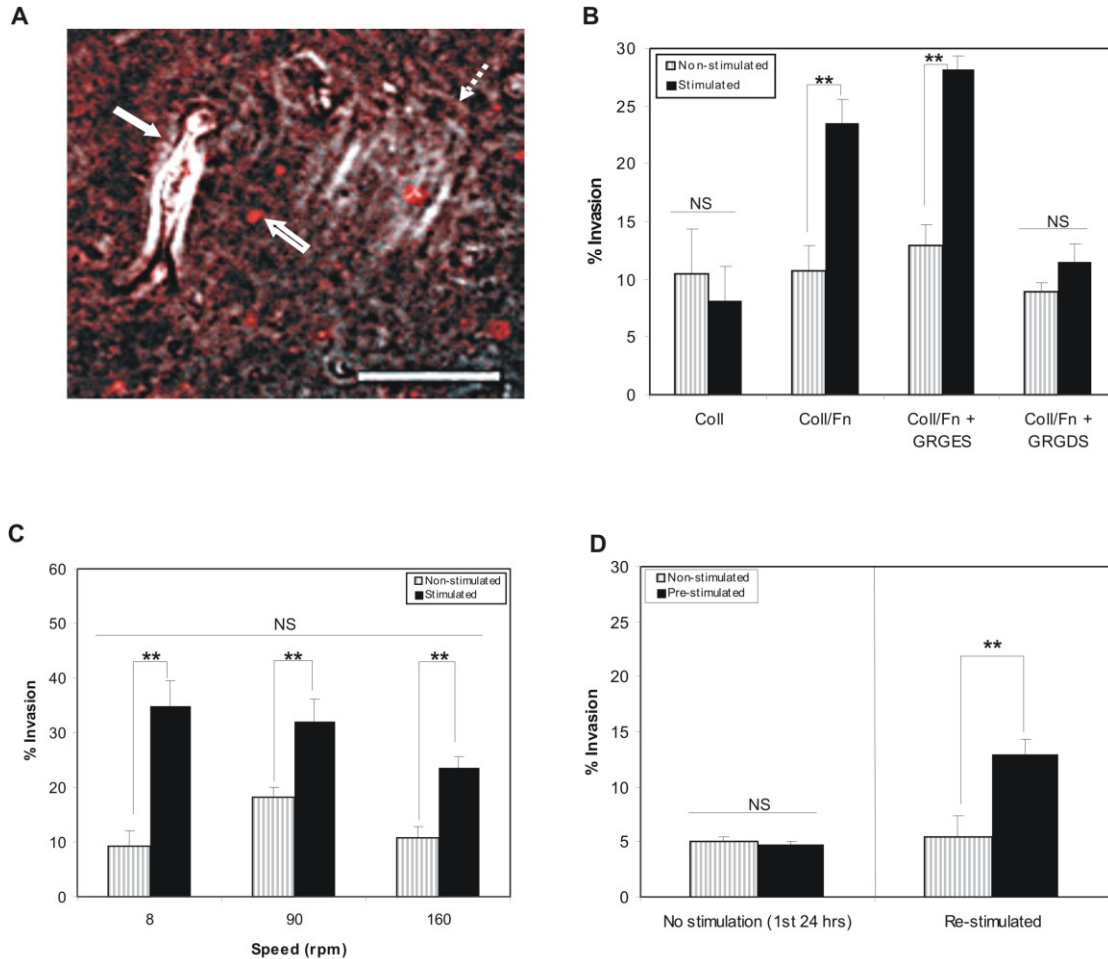 A
B
30
25
20
15
10
5
0
% Invasion
Non-stimulated
Stimulated
NS
**
**
NS
Coll
Coll/Fn
Coll/Fn +
GRGES
Coll/Fn +
GRGDS
C
60
50
40
30
20
10
0
% Invasion
Non-stimulated
Stimulated
NS
**
**
**
8
90
160
Speed (rpm)
D
30
25
20
15
10
5
0
% Invasion
Non-stimulated
Pre-stimulated
NS
**
No stimulation (1st 24 hrs)
Re-stimulated